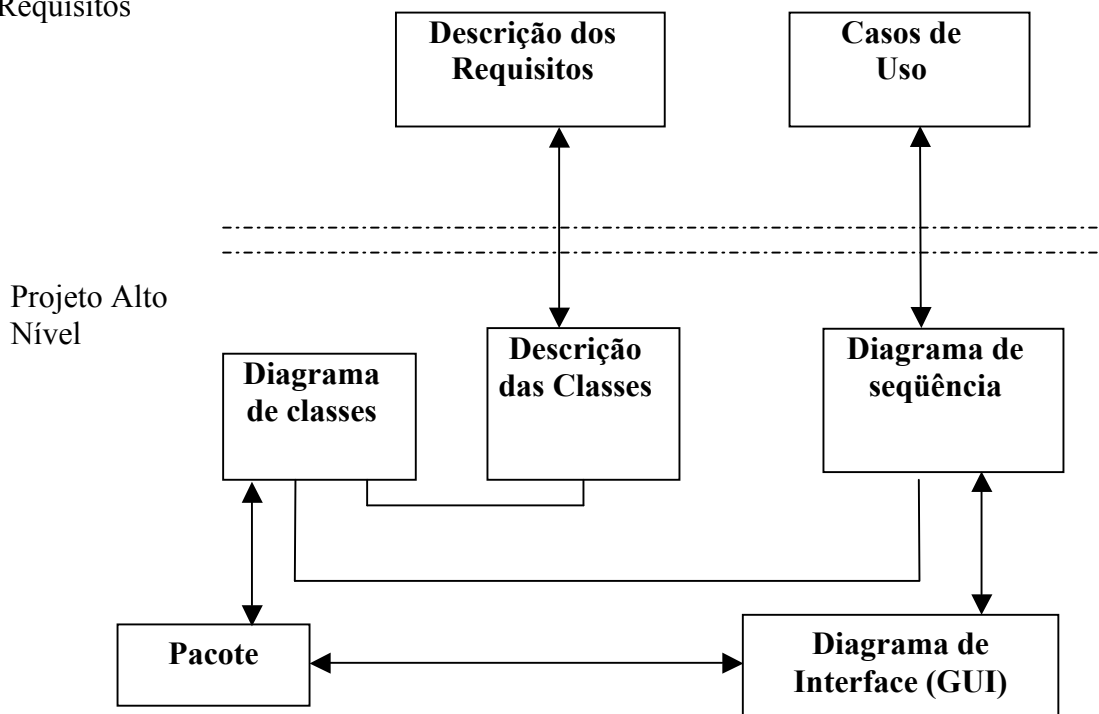 Requisitos
Descrição dos
Requisitos
Casos de
Uso
Projeto Alto
Nível
Diagrama
de classes
Descrição
das Classes
Diagrama de
seqüência
Pacote
Diagrama de
Interface (GUI)